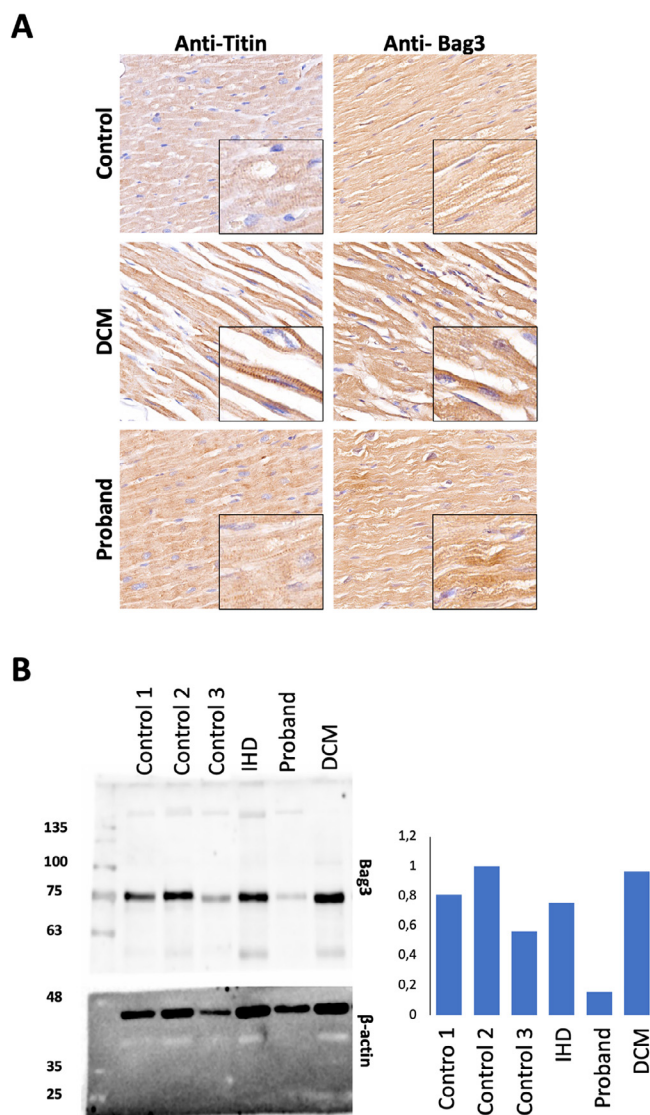 A
Anti-Titin
Anti- Bag3
Control
DCM
Proband
B
Control 1
Control 2
Control 3
IHD
Proband
DCM
135
100
75
63
Bag3
48
35
25
β-actin
1,2
1
0,8
0,6
0,4
0,2
0
Contro 1
Control 2
Control 3
IHD
Proband
DCM